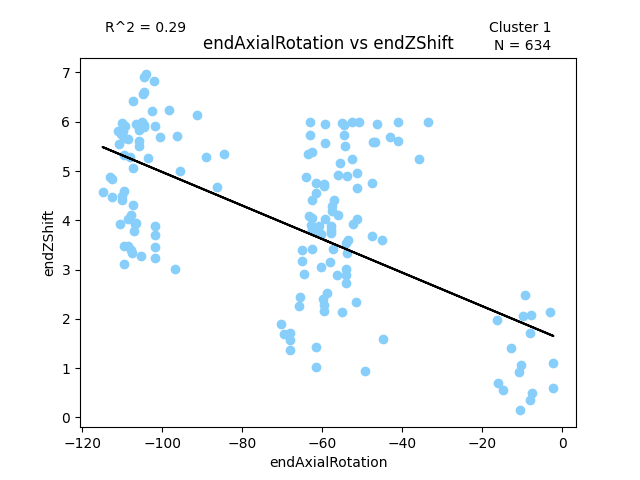 R^2 = 0.29
Cluster 1
endAxialRotation vs endZShift
N = 634
7
6
5
4
3
2
1
0
endZShift
−120
−100
−80
−60
−40
−20
0
endAxialRotation